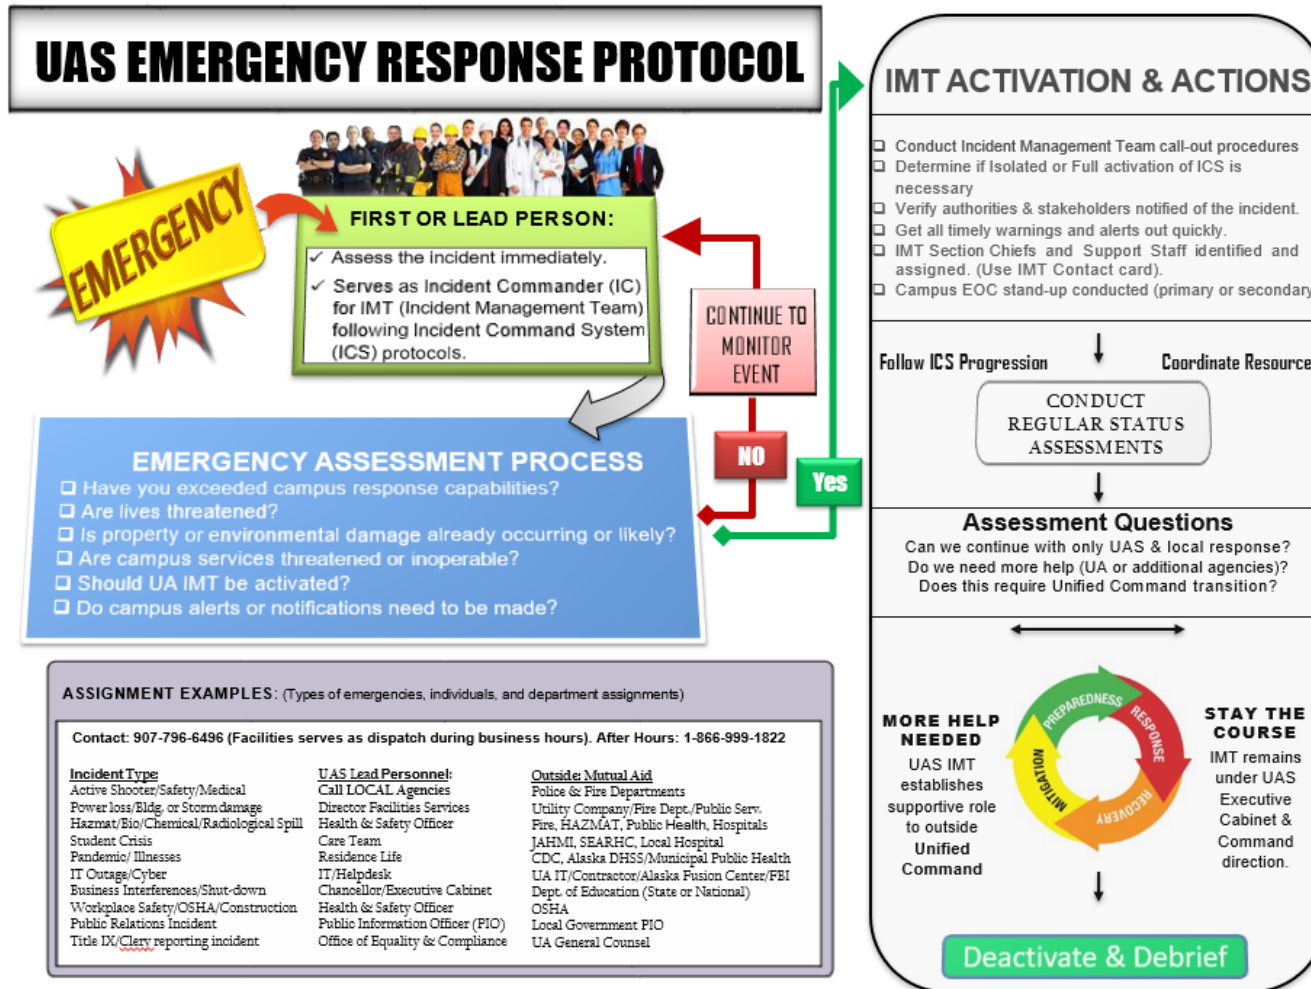 UAS EMERGENCY RESPONSE PROTOCOL
EMERGENCY
FIRST OR LEAD PERSON:
✓ Assess the incident immediately.
✓ Serves as Incident Commander (IC)
for IMT (Incident Management Team)
following Incident Command System
(ICS) protocols.
CONTINUE TO
MONITOR
EVENT
NO
Yes
EMERGENCY ASSESSMENT PROCESS
❑ Have you exceeded campus response capabilities?
❑ Are lives threatened?
❑ Is property or environmental damage already occurring or likely?
❑ Are campus services threatened or inoperable?
❑ Should UA IMT be activated?
❑ Do campus alerts or notifications need to be made?
ASSIGNMENT EXAMPLES: (Types of emergencies, individuals, and department assignments)
Contact: 907-796-6496 (Facilities serves as dispatch during business hours). After Hours: 1-866-999-1822
Incident Type:
Active Shooter/Safety/Medical
Power loss/Bldg. or Storm damage
Hazmat/Bio/Chemical/Radiological Spill
Student Crisis
Pandemic/ Illnesses
IT Outage/Cyber
Business Interferences/Shut-down
Workplace Safety/OSHA/Construction
Public Relations Incident
Title IX/Clery reporting incident
UAS Lead Personnel:
Call LOCAL Agencies
Director Facilities Services
Health & Safety Officer
Care Team
Residence Life
IT/Helpdesk
Chancellor/Executive Cabinet
Health & Safety Officer
Public Information Officer (PIO)
Office of Equality & Compliance
Outside: Mutual Aid
Police & Fire Departments
Utility Company/Fire Dept./Public Serv.
Fire, HAZMAT, Public Health, Hospitals
JAHMI, SEARHC, Local Hospital
CDC, Alaska DHSS/Municipal Public Health
UA IT/Contractor/Alaska Fusion Center/FBI
Dept. of Education (State or National)
OSHA
Local Government PIO
UA General Counsel
IMT ACTIVATION & ACTIONS
❑ Conduct Incident Management Team call-out procedures
❑ Determine if Isolated or Full activation of ICS is
necessary
❑ Verify authorities & stakeholders notified of the incident.
❑ Get all timely warnings and alerts out quickly.
❑ IMT Section Chiefs and Support Staff identified and
assigned. (Use IMT Contact card).
❑ Campus EOC stand-up conducted (primary or secondary
Follow ICS Progression
Coordinate Resource
CONDUCT
REGULAR STATUS
ASSESSMENTS
Assessment Questions
Can we continue with only UAS & local response?
Do we need more help (UA or additional agencies)?
Does this require Unified Command transition?
MORE HELP
NEEDED
UAS IMT
establishes
supportive role
to outside
Unified
Command
PREPAREDNESS
RESPONSE
RECOVERY
MITIGATION
STAY THE
COURSE
IMT remains
under UAS
Executive
Cabinet &
Command
direction.
Deactivate & Debrief